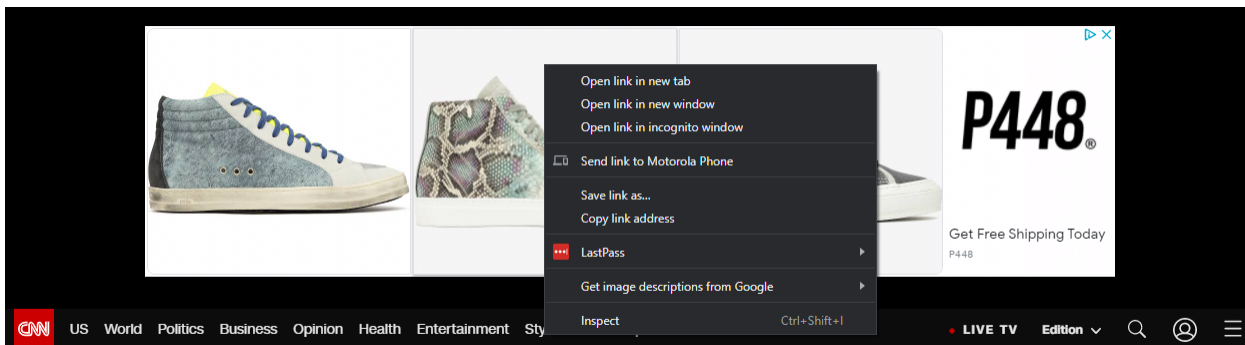 P448®
Get Free Shipping Today
P448
Open link in new tab
Open link in new window
Open link in incognito window
Send link to Motorola Phone
Save link as...
Copy link address
LastPass
Get image descriptions from Google
Inspect Ctrl+Shift+I
CNN US World Politics Business Opinion Health Entertainment Sty LIVE TV Edition